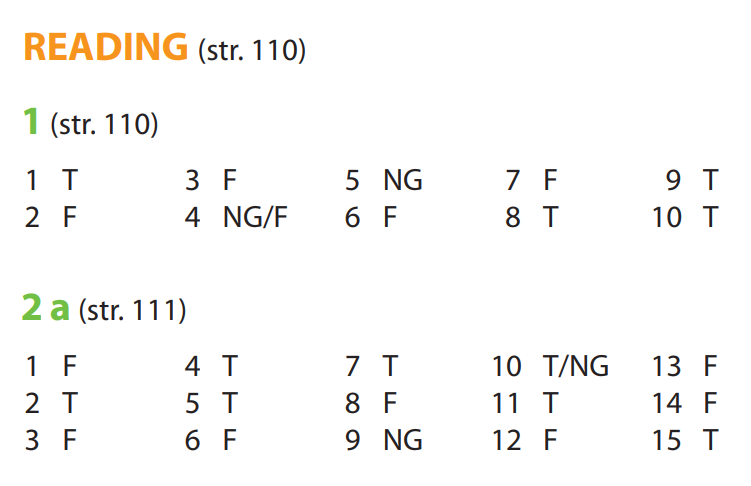 READING (str. 110)
1 (str. 110)
1 T 3 F 5 NG 7 F 9 T
2 F 4 NG/F 6 F 8 T 10 T
2 a (str. 111)
1 F 4 T 7 T 10 T/NG 13 F
2 T 5 T 8 F 11 T 14 F
3 F 6 F 9 NG 12 F 15 T